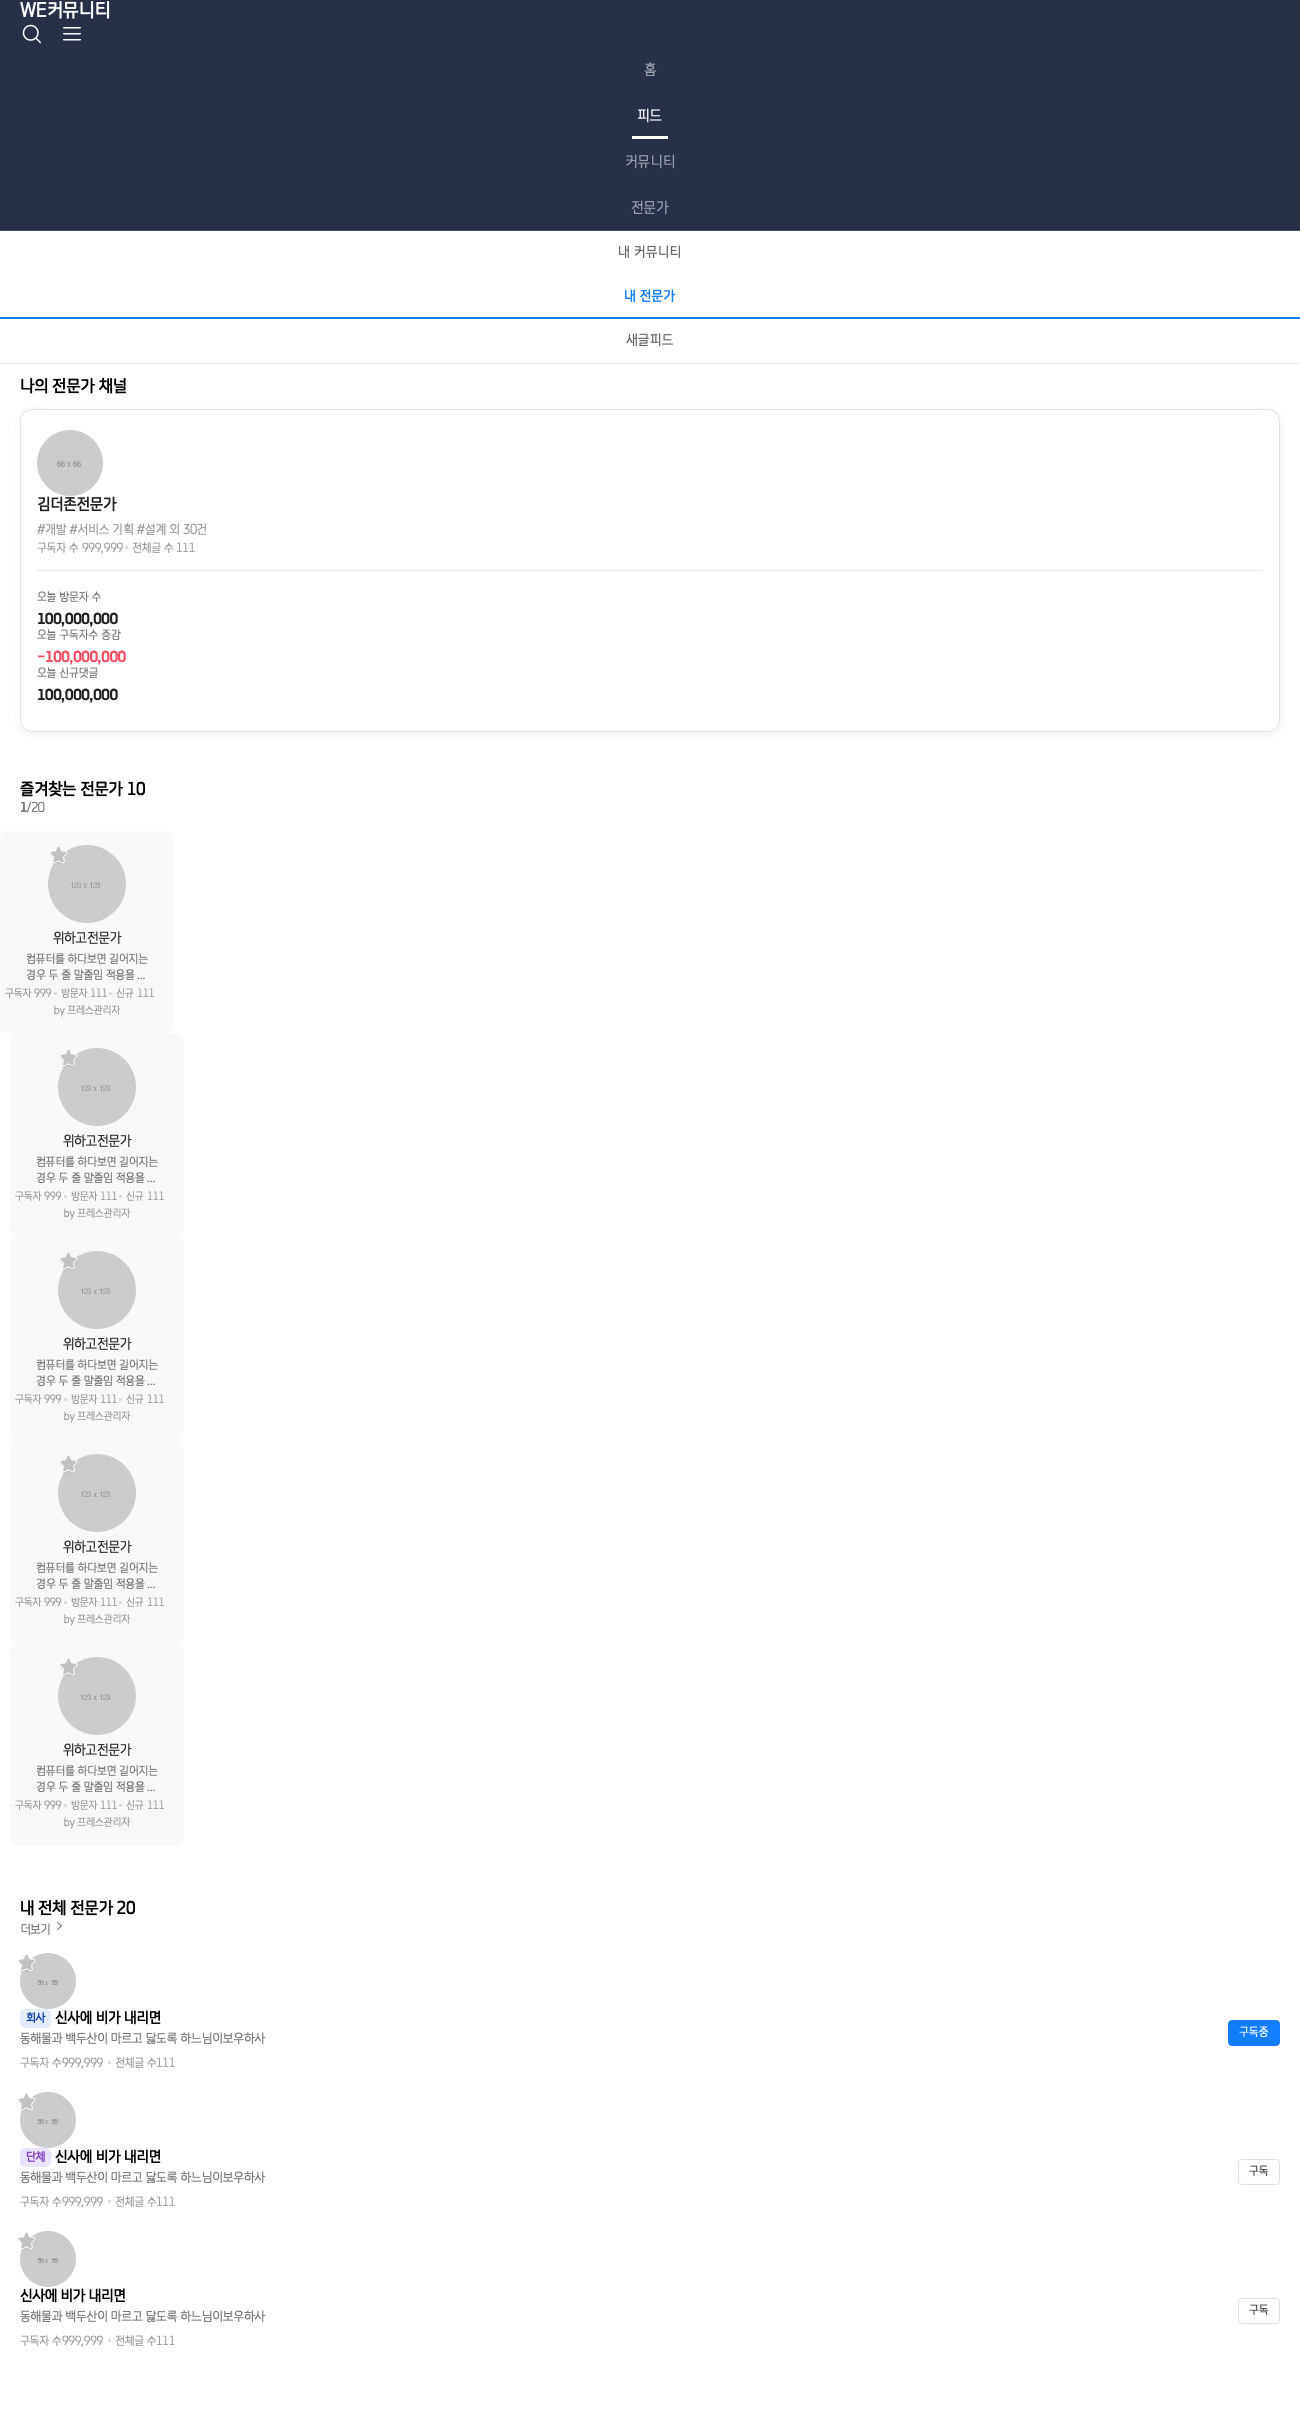 WE커뮤니티
홈
피드
커뮤니티
전문가
내 커뮤니티
내 전문가
새글피드
나의 전문가 채널
66 x 66
김더존전문가
#개발 #서비스 기획 #설계 외 30건
구독자 수 999,999 전체글 수 111
오늘 방문자 수
100,000,000
오늘 구독자수 증감
-100,000,000
오늘 신규댓글
100,000,000
즐겨찾는 전문가 10
1/20
123 x 123
위하고전문가
컴퓨터를 하다보면 길어지는
경우 두 줄 말줄임 적용을 ...
구독자 999 방문자 111 신규 111
by 프레스관리자
123 x 123
위하고전문가
컴퓨터를 하다보면 길어지는
경우 두 줄 말줄임 적용을 ...
구독자 999 방문자 111 신규 111
by 프레스관리자
123 x 123
위하고전문가
컴퓨터를 하다보면 길어지는
경우 두 줄 말줄임 적용을 ...
구독자 999 방문자 111 신규 111
by 프레스관리자
123 x 123
위하고전문가
컴퓨터를 하다보면 길어지는
경우 두 줄 말줄임 적용을 ...
구독자 999 방문자 111 신규 111
by 프레스관리자
123 x 123
위하고전문가
컴퓨터를 하다보면 길어지는
경우 두 줄 말줄임 적용을 ...
구독자 999 방문자 111 신규 111
by 프레스관리자
내 전체 전문가 20
더보기
회사 신사에 비가 내리면
동해물과 백두산이 마르고 닳도록 하느님이보우하사
구독중
구독자 수999,999 전체글 수111
단체 신사에 비가 내리면
동해물과 백두산이 마르고 닳도록 하느님이보우하사
구독
구독자 수999,999 전체글 수111
신사에 비가 내리면
동해물과 백두산이 마르고 닳도록 하느님이보우하사
구독
구독자 수999,999 전체글 수111